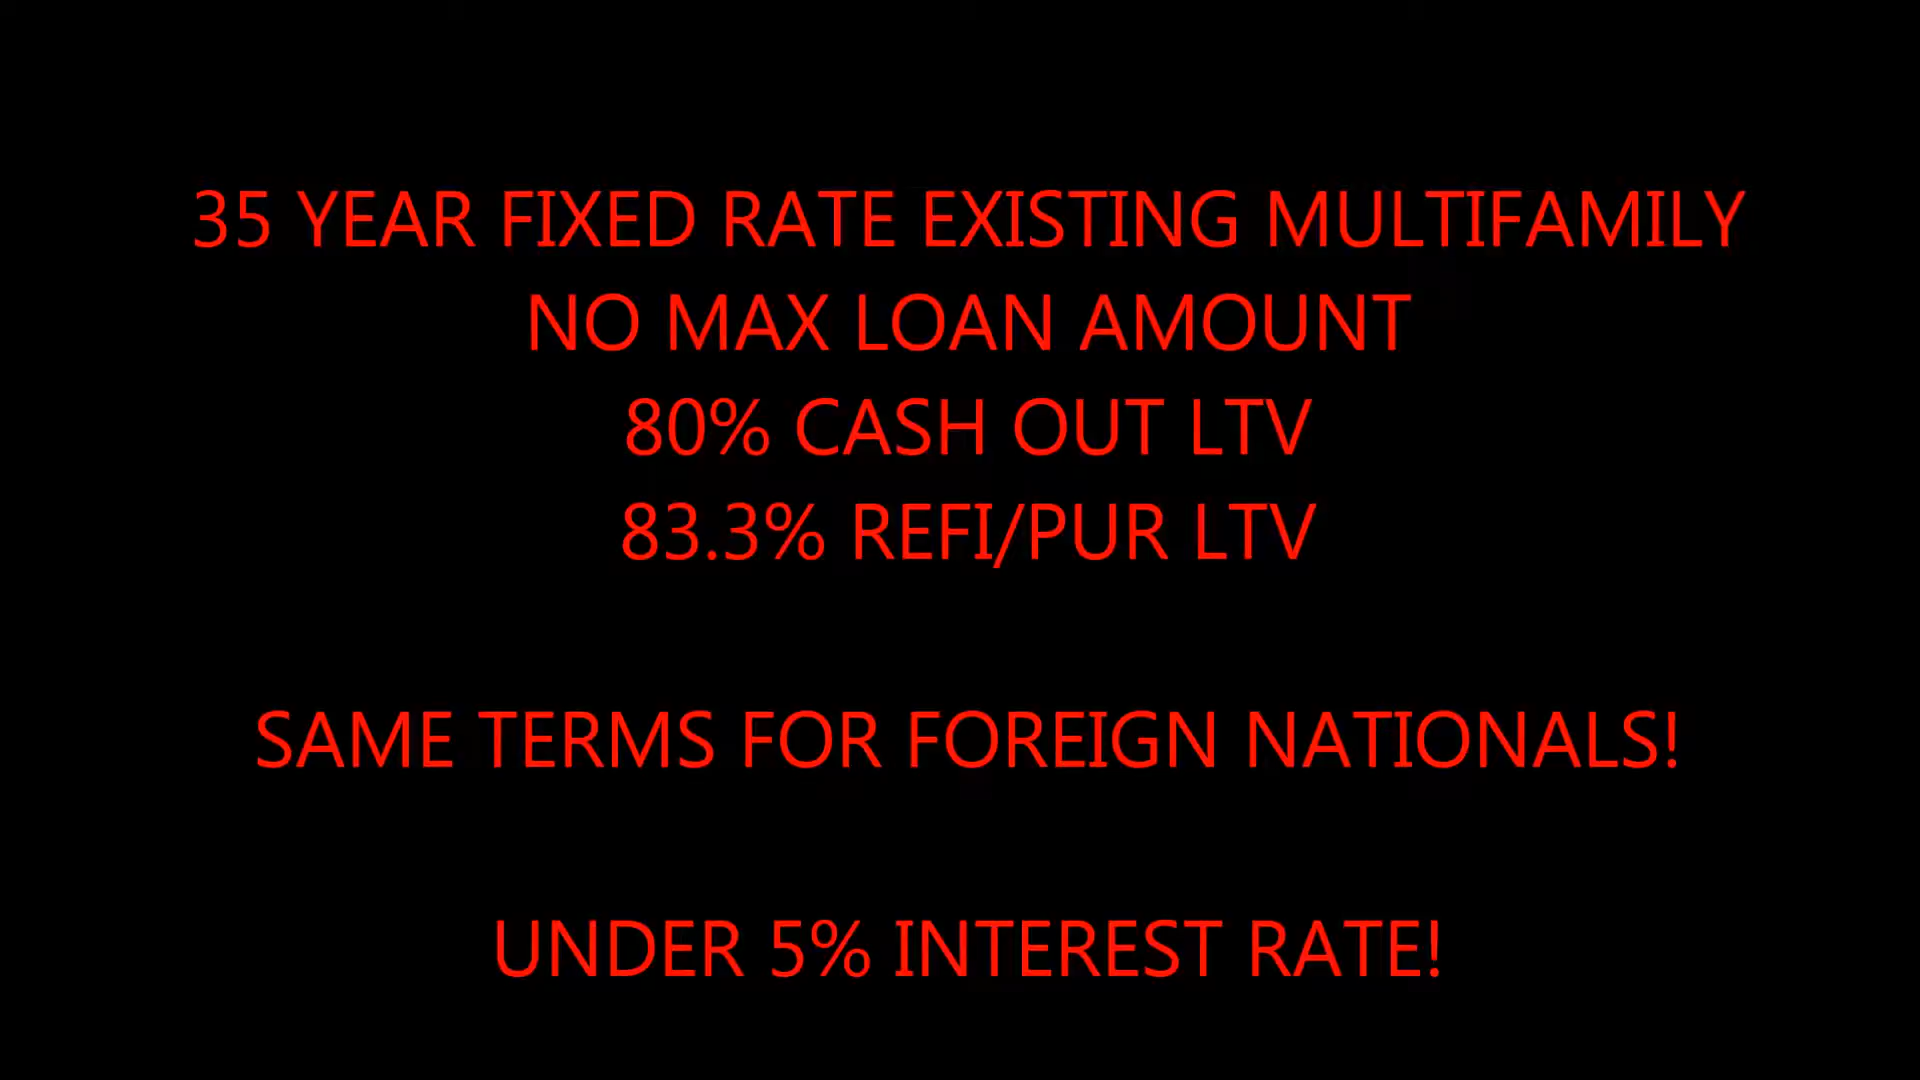 35 YEAR FIXED RATE EXISTING MULTIFAMILY
NO MAX LOAN AMOUNT
80% CASH OUT LTV
83.3% REFI/PUR LTV
SAME TERMS FOR FOREIGN NATIONALS!
UNDER 5% INTEREST RATE!